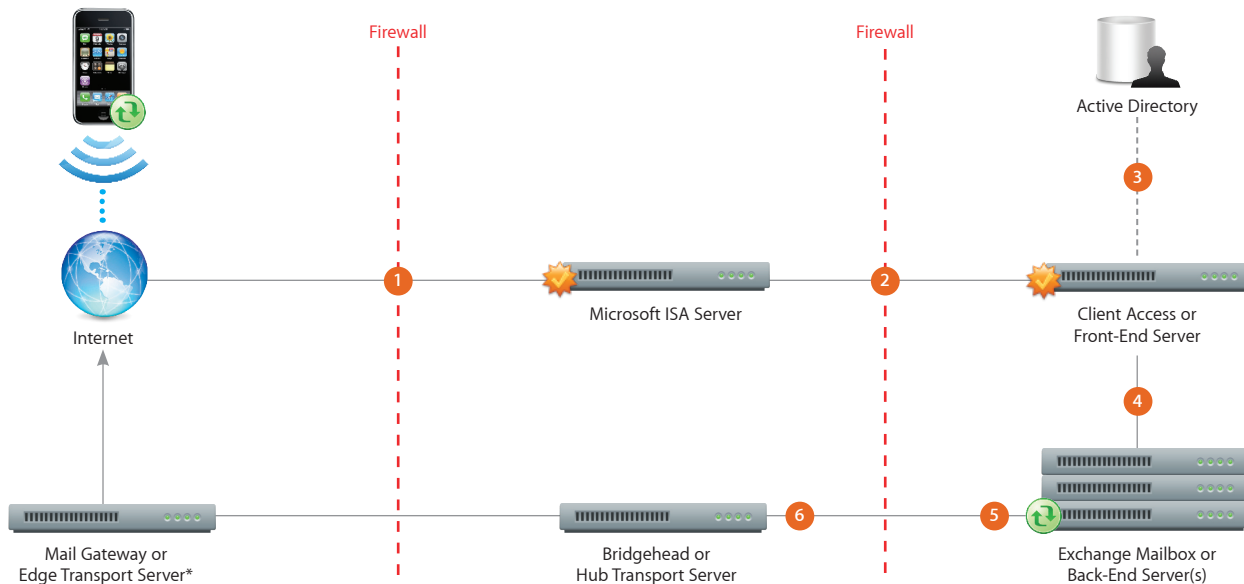 Firewall
Firewall
Active Directory
3
1
2
Microsoft ISA Server
Internet
Client Access or
Front-End Server
4
6
5
Mail Gateway or
Edge Transport Server*
Bridgehead or
Hub Transport Server
Exchange Mailbox or
Back-End Server(s)